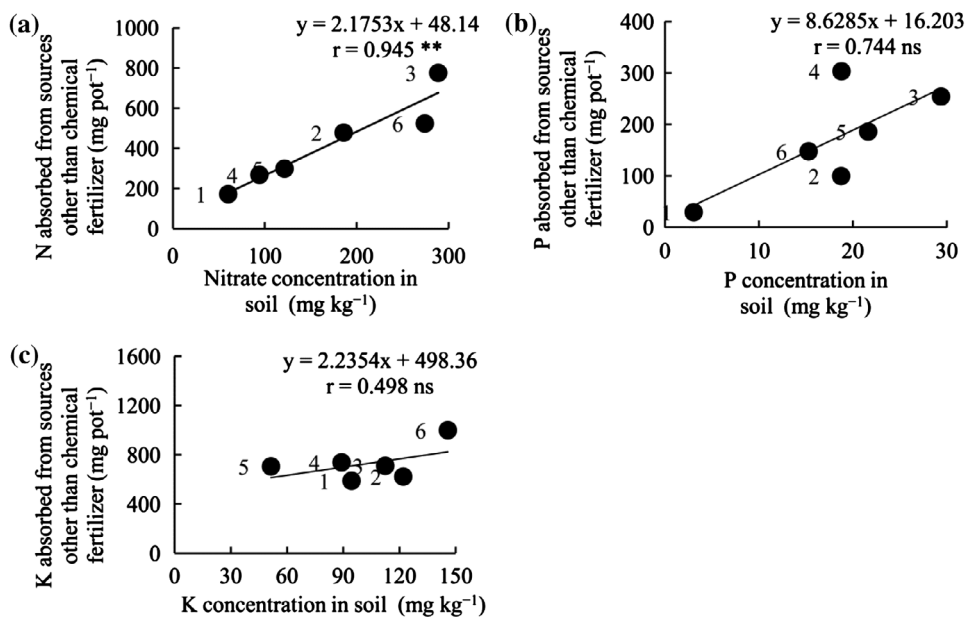 (a)
y = 2.1753x + 48.14
r = 0.945 **
N absorbed from sources
other than chemical
fertilizer (mg pot⁻¹)
1000
800
600
400
200
0
0 100 200 300
1
4
5
2
6
3
Nitrate concentration in
soil (mg kg⁻¹)
(b)
y = 8.6285x + 16.203
r = 0.744 ns
P absorbed from sources
other than chemical
fertilizer (mg pot⁻¹)
400
300
200
100
0
0 10 20 30
1
6
4
2
5
3
P concentration in
soil (mg kg⁻¹)
(c)
y = 2.2354x + 498.36
r = 0.498 ns
K absorbed from sources
other than chemical
fertilizer (mg pot⁻¹)
1600
1200
800
400
0
0 30 60 90 120 150
5
4
1
3
2
6
K concentration in soil (mg kg⁻¹)